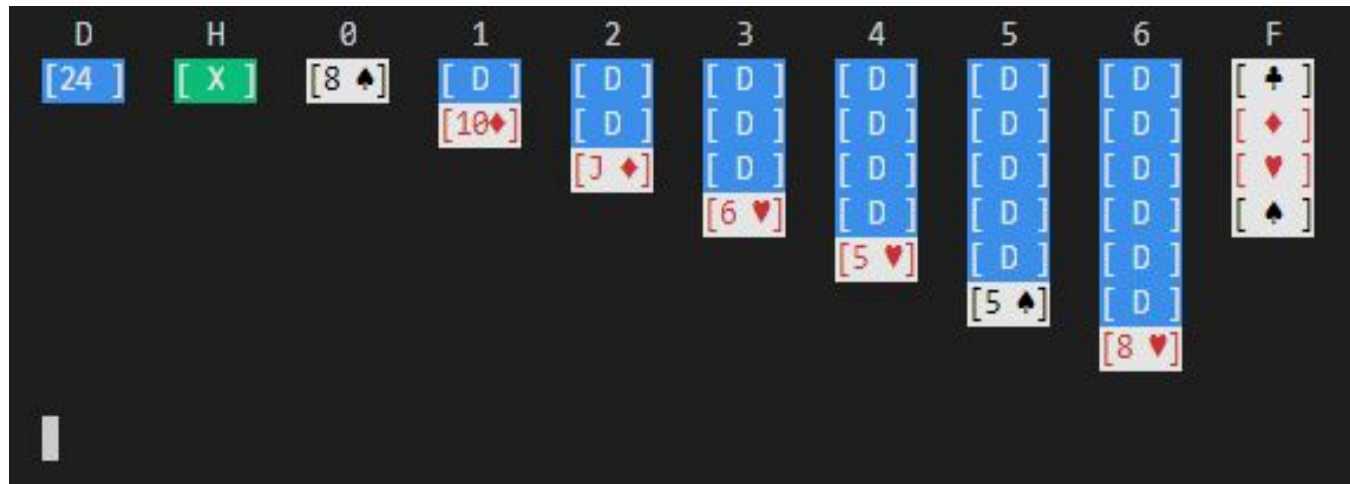 D H 0 1 2 3 4 5 6 F
[24 ] [ X ] [8 ♠] [ D ] [ D ] [ D ] [ D ] [ D ] [ D ] [ ♣ ]
[10♦] [ D ] [ D ] [ D ] [ D ] [ D ] [ ♦ ]
[J ♦] [ D ] [ D ] [ D ] [ D ] [ ♥ ]
[6 ♥] [ D ] [ D ] [ D ] [ ♠ ]
[5 ♥] [ D ] [ D ]
[5 ♠] [ D ]
[8 ♥]